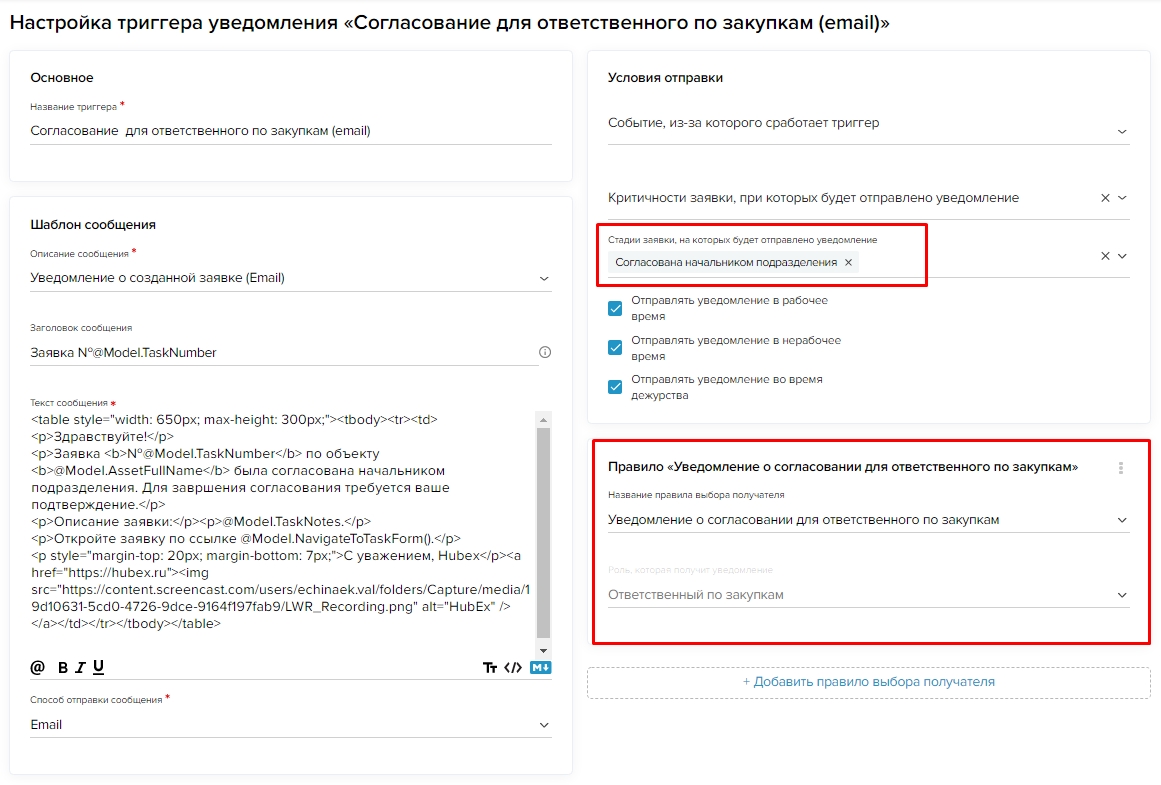 Настройка триггера уведомления «Согласование для ответственного по закупкам (email)»
Основное
Название триггера *
Согласование для ответственного по закупкам (email)
Шаблон сообщения
Описание сообщения *
Уведомление о созданной заявке (Email)
Заголовок сообщения
Заявка №@Model.TaskNumber
Текст сообщения *
<table style="width: 650px; max-height: 300px;"><tbody><tr><td>
<p>Здравствуйте!</p>
<p>Заявка <b>№@Model.TaskNumber</b> по объекту
<b>@Model.AssetFullName</b> была согласована начальником
подразделения. Для завршения согласования требуется ваше
подтверждение.</p>
<p>Описание заявки:</p><p>@Model.TaskNotes.</p>
<p>Откройте заявку по ссылке @Model.NavigateToTaskForm().</p>
<p style="margin-top: 20px; margin-bottom: 7px;">С уважением, Hubex</p><a
href="https://hubex.ru"><img
src="https://content.screencast.com/users/echinaek.val/folders/Capture/media/1
9d10631-5cd0-4726-9dce-9164f197fab9/LWR_Recording.png" alt="HubEx" />
</a></td></tr></tbody></table>
@ B I U Tт </> M↓
Способ отправки сообщения *
Email
Условия отправки
Событие, из-за которого сработает триггер
Критичности заявки, при которых будет отправлено уведомление
Стадии заявки, на которых будет отправлено уведомление
Согласована начальником подразделения ×
Отправлять уведомление в рабочее
время
Отправлять уведомление в нерабочее
время
Отправлять уведомление во время
дежурства
Правило «Уведомление о согласовании для ответственного по закупкам»
Название правила выбора получателя
Уведомление о согласовании для ответственного по закупкам
Роль, которая получит уведомление
Ответственный по закупкам
+ Добавить правило выбора получателя